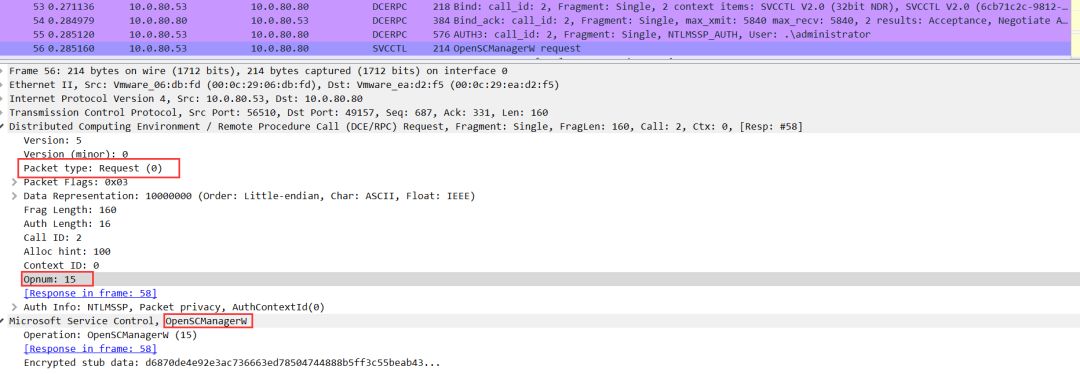 53 0.271136 10.0.80.53 10.0.80.80 DCERPC 218 Bind: call_id: 2, Fragment: Single, 2 context items: SVCCTL V2.0 (32bit NDR), SVCCTL V2.0 (6cb71c2c-9812-…
54 0.284979 10.0.80.80 10.0.80.53 DCERPC 384 Bind_ack: call_id: 2, Fragment: Single, max_xmit: 5840 max_recv: 5840, 2 results: Acceptance, Negotiate A…
55 0.285120 10.0.80.53 10.0.80.80 DCERPC 576 AUTH3: call_id: 2, Fragment: Single, NTLMSSP_AUTH, User: .\administrator
56 0.285160 10.0.80.53 10.0.80.80 SVCCTL 214 OpenSCManagerW request
Frame 56: 214 bytes on wire (1712 bits), 214 bytes captured (1712 bits) on interface 0
Ethernet II, Src: Vmware_06:db:fd (00:0c:29:06:db:fd), Dst: Vmware_ea:d2:f5 (00:0c:29:ea:d2:f5)
Internet Protocol Version 4, Src: 10.0.80.53, Dst: 10.0.80.80
Transmission Control Protocol, Src Port: 56510, Dst Port: 49157, Seq: 687, Ack: 331, Len: 160
Distributed Computing Environment / Remote Procedure Call (DCE/RPC) Request, Fragment: Single, FragLen: 160, Call: 2, Ctx: 0, [Resp: #58]
Version: 5
Version (minor): 0
Packet type: Request (0)
Packet Flags: 0x03
Data Representation: 10000000 (Order: Little-endian, Char: ASCII, Float: IEEE)
Frag Length: 160
Auth Length: 16
Call ID: 2
Alloc hint: 100
Context ID: 0
Opnum: 15
[Response in frame: 58]
Auth Info: NTLMSSP, Packet privacy, AuthContextId(0)
Microsoft Service Control, OpenSCManagerW
Operation: OpenSCManagerW (15)
[Response in frame: 58]
Encrypted stub data: d6870de4e92e3ac736663ed78504744888b5ff3c55beab43...